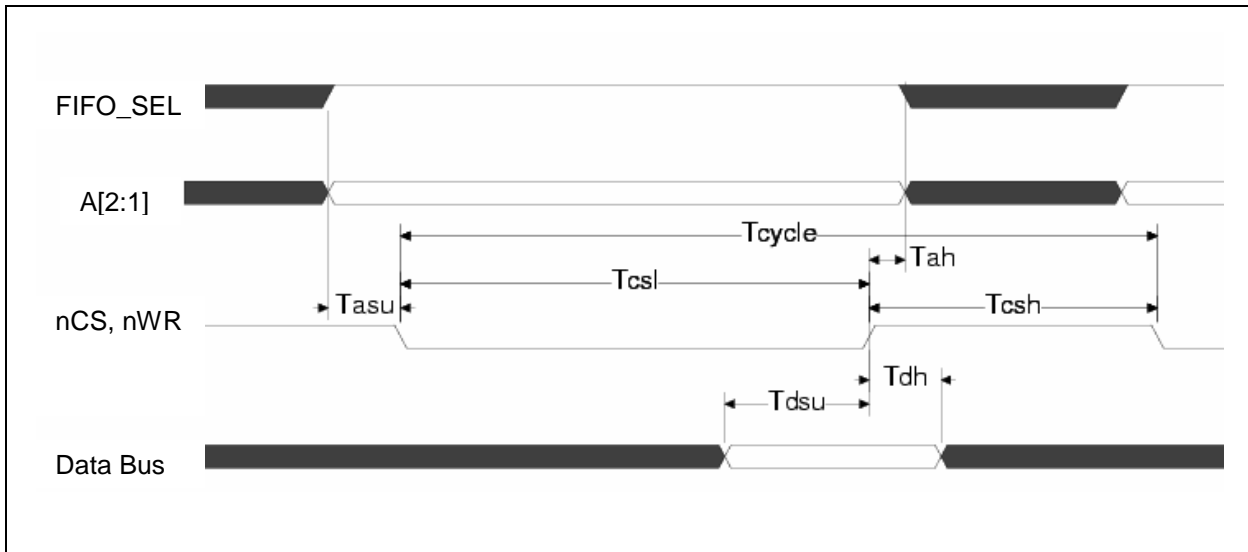 FIFO_SEL
A[2:1]
Tcycle
Tah
Tcsl
Tasu
Tcsh
nCS, nWR
Tdh
Tdsu
Data Bus